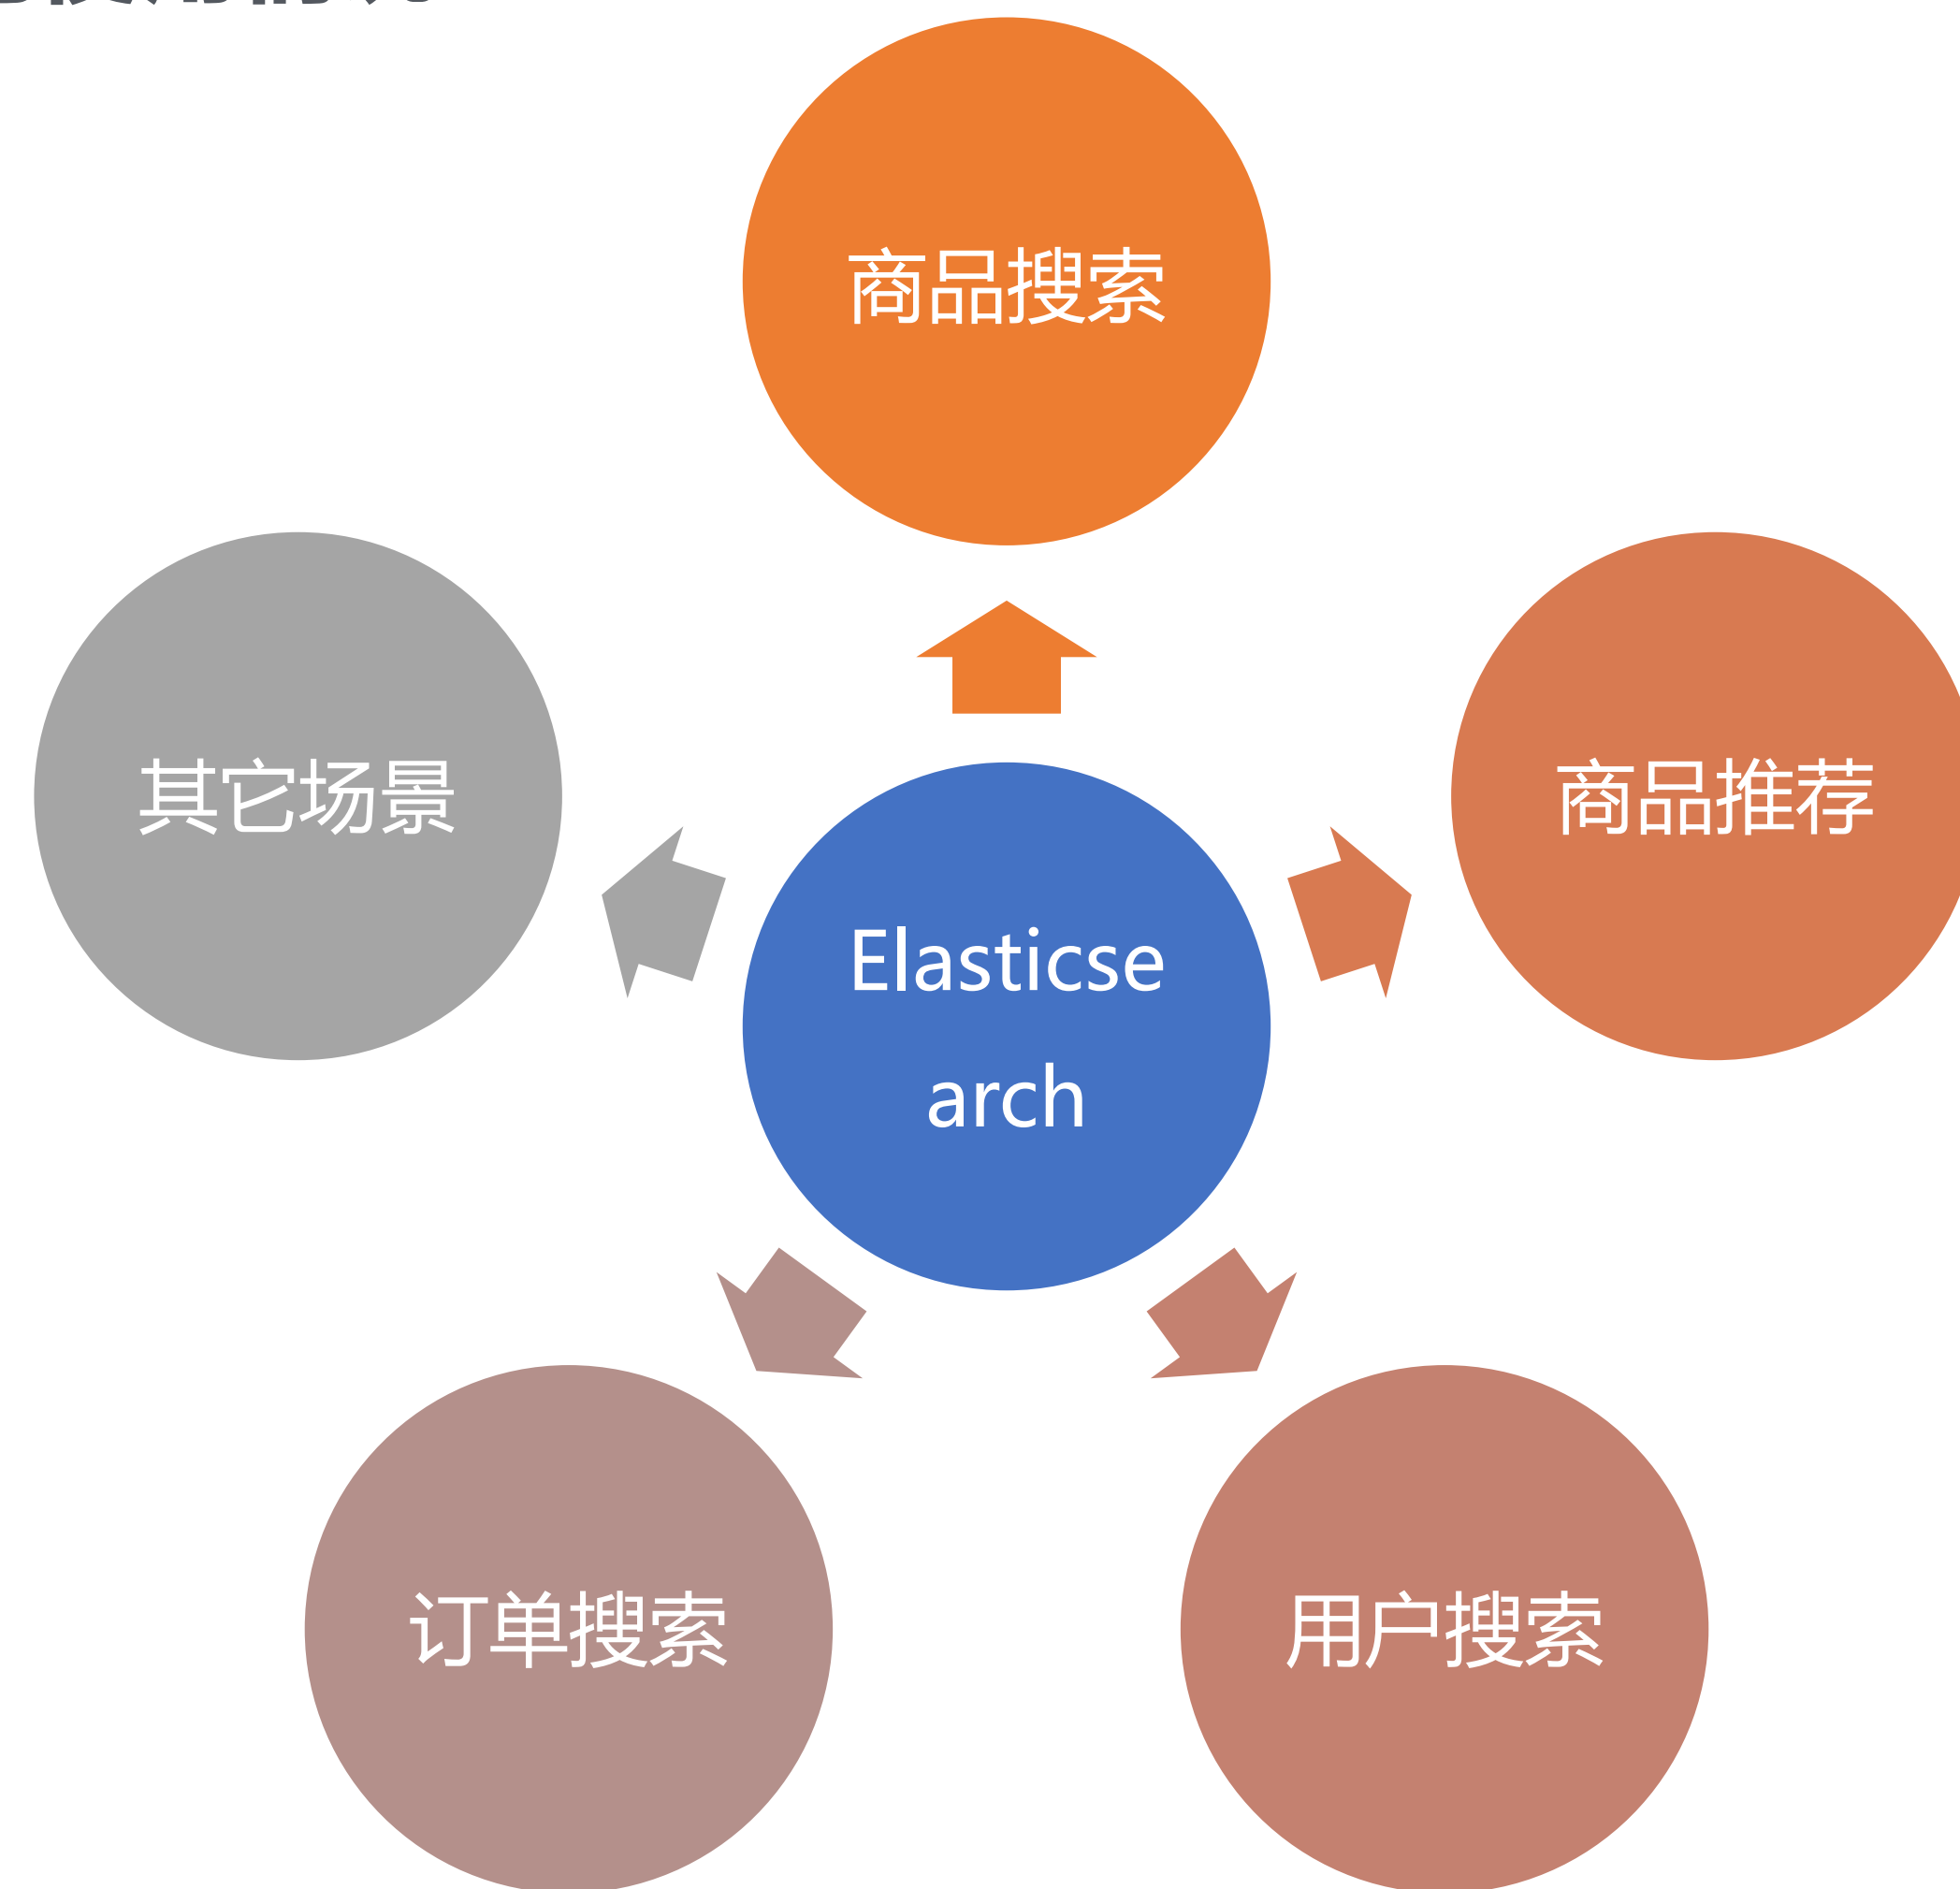 商品搜索
其它场景
商品推荐
Elasticse
arch
订单搜索
用户搜索